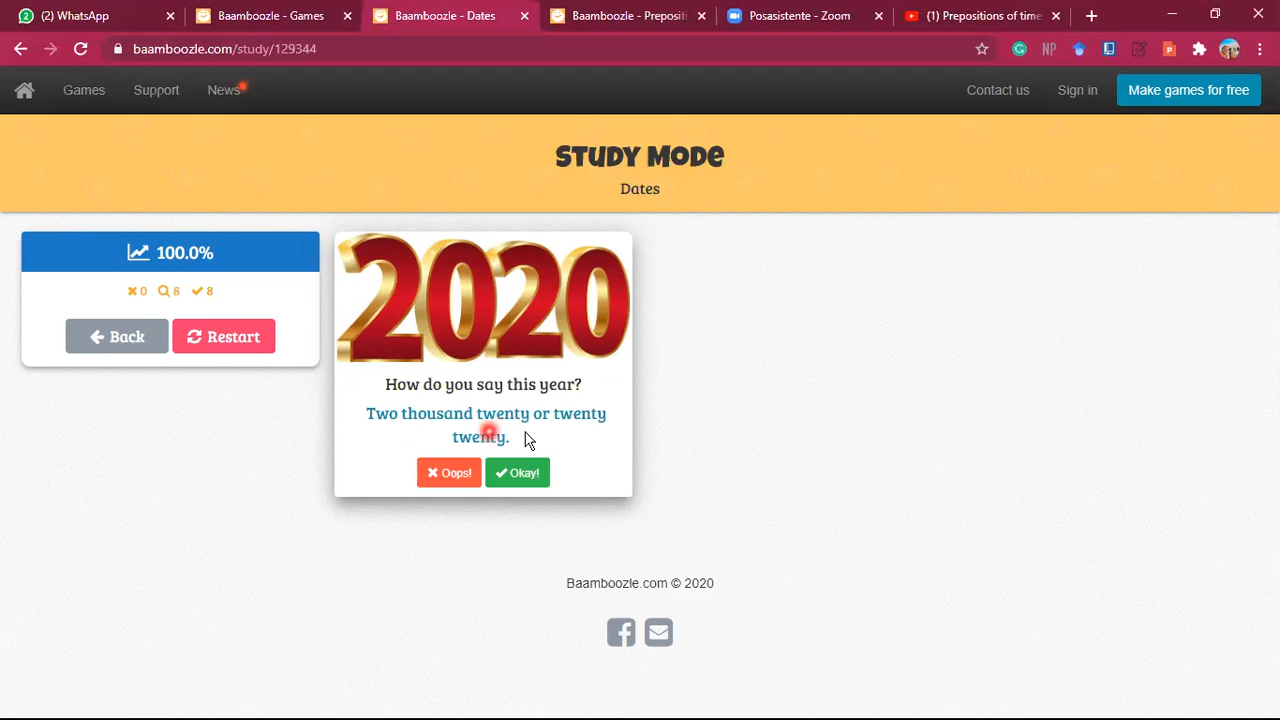 (2) WhatsApp
Baamboozle - Games
Baamboozle - Dates
Baamboozle - Preposit
Posasistente - Zoom
(1) Prepositions of time
baamboozle.com/study/129344
NP
Games
Support
News
Contact us
Sign in
Make games for free
Study Mode
Dates
100.0%
0 8 8
Back
Restart
2020
How do you say this year?
Two thousand twenty or twenty
twenty.
Oops!
Okay!
Baamboozle.com © 2020